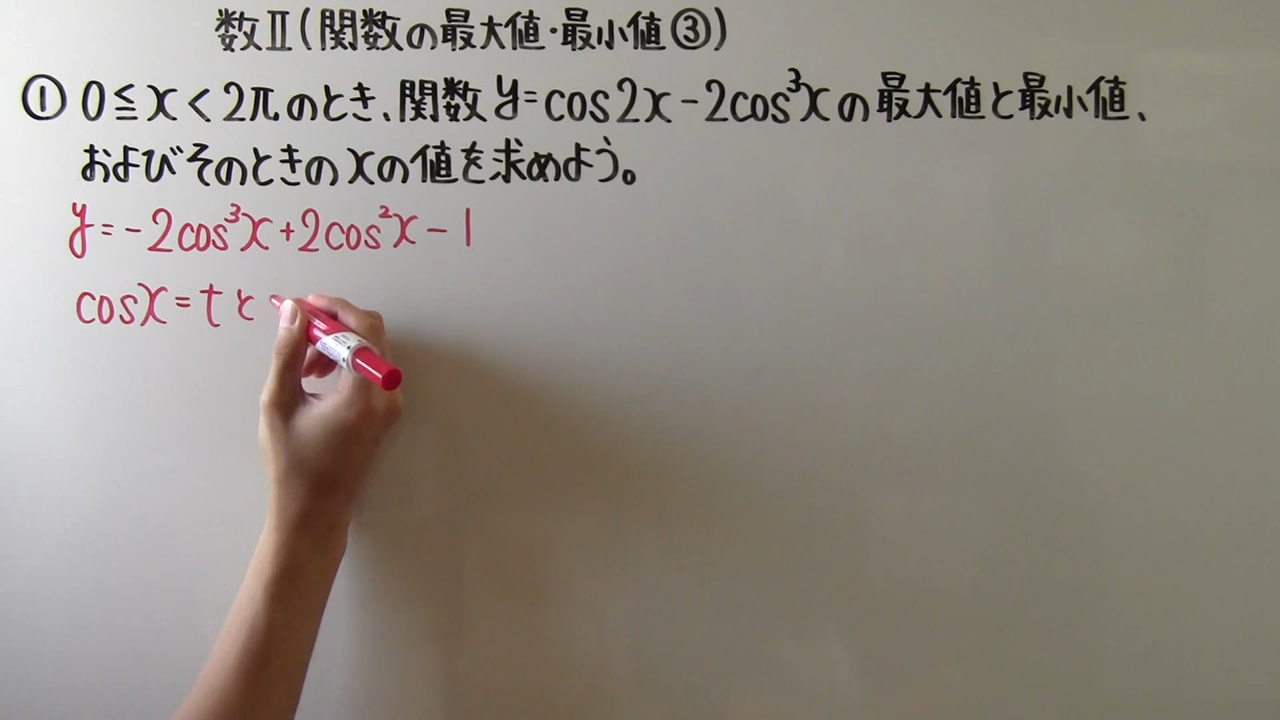 数Ⅱ(関数の最大値・最小値③)
① 0≦x<2πのとき、関数y=cos2x-2cos³xの最大値と最小値、
およびそのときのxの値を求めよう。
y=-2cos³x+2cos²x-1
cosx=tと